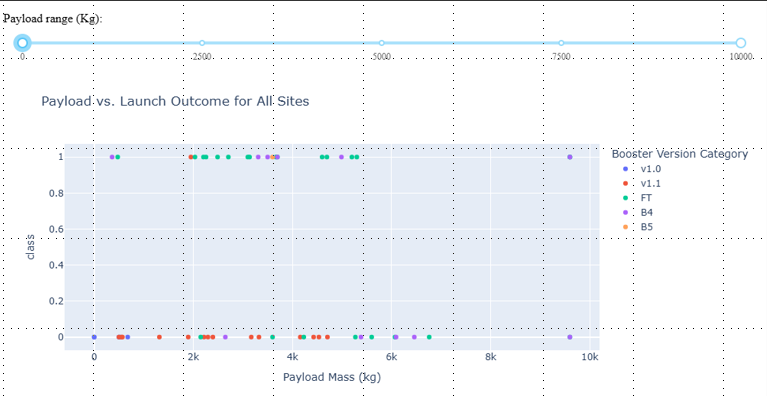 Payload range (Kg):
0 2500 5000 7500 10000
Payload vs. Launch Outcome for All Sites
Booster Version Category
v1.0
v1.1
FT
B4
B5
class
1
0.8
0.6
0.4
0.2
0
0 2k 4k 6k 8k 10k
Payload Mass (kg)